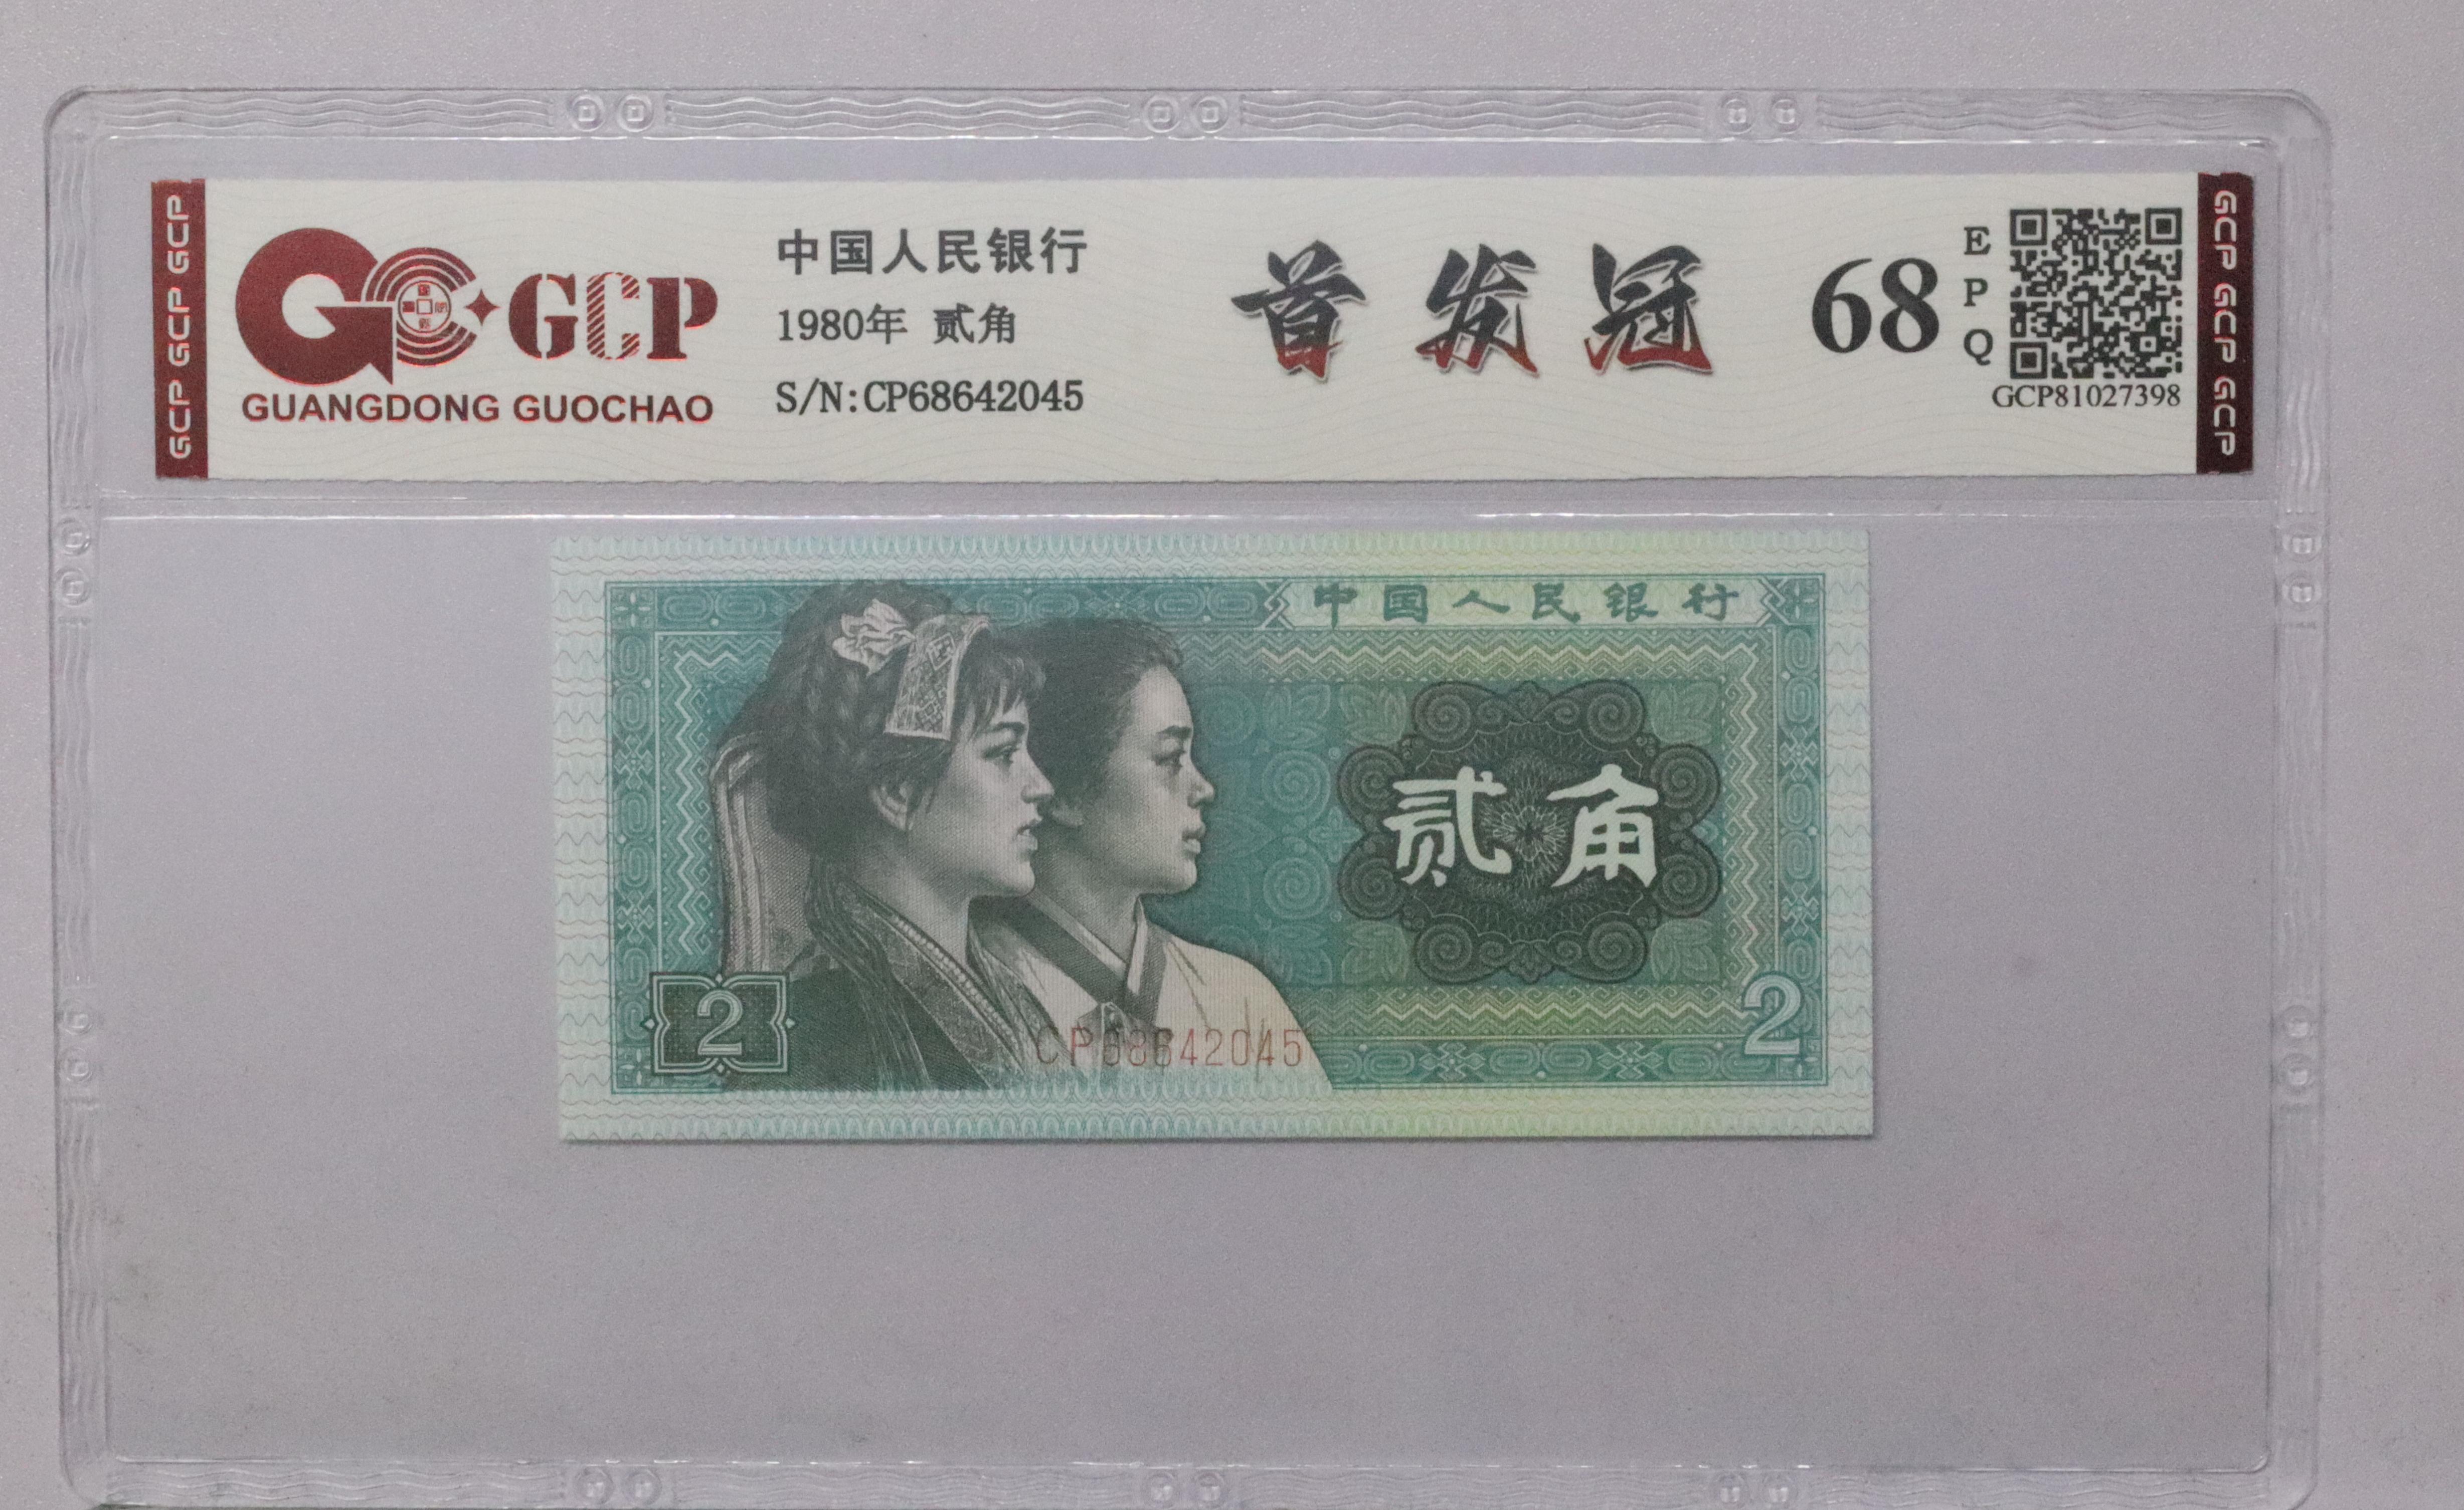 GCP GCP GCP
GCP
GUANGDONG GUOCHAO
中国人民银行
1980年 贰角
S/N:CP68642045
首发冠
68
EPQ
GCP81027398
GCP GCP GCP
中国人民银行
贰角
2
CP68642045
2